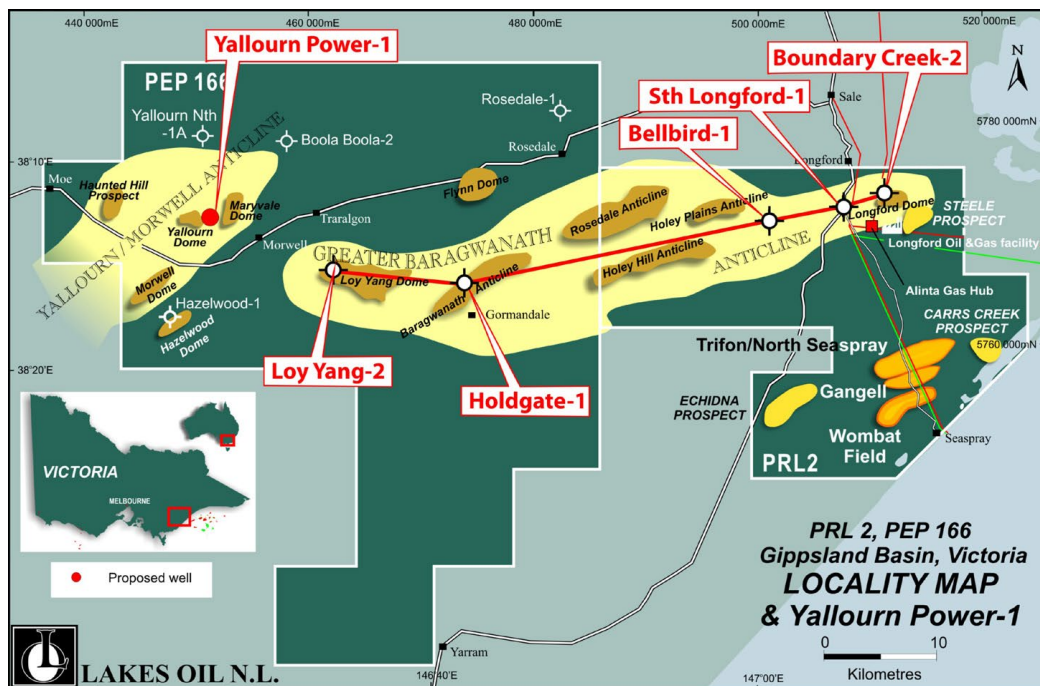 440 000mE
460 000mE
480 000mE
500 000mE
520 000mE
Yallourn Power-1
PEP 166
Boundary Creek-2
N
Sth Longford-1
Bellbird-1
Rosedale-1
Yallourn Nth
-1A
Boola Boola-2
Sale
5780 000mN
38°10'
Rosedale
Longford
Moe
YALLOURN / MORWELL ANTICLINE
Haunted Hill
Prospect
Maryvale
Dome
Yallourn
Dome
Flynn Dome
Traralgon
Morwell
Rosedale Anticline
Holey Plains Anticline
Longford Dome
STEELE
PROSPECT
GREATER BARAGWANATH
ANTICLINE
Holey Hill Anticline
Longford Oil &Gas facility
Morwell
Dome
Loy Yang Dome
Baragwanath Anticline
Alinta Gas Hub
Hazelwood-1
Hazelwood
Dome
Gormandale
CARRS CREEK
PROSPECT
Trifon/North Seaspray
5760 000mN
38°20'
Loy Yang-2
Holdgate-1
ECHIDNA
PROSPECT
Gangell
Wombat
Field
Seaspray
PRL2
VICTORIA
MELBOURNE
Proposed well
PRL 2, PEP 166
Gippsland Basin, Victoria
LOCALITY MAP
& Yallourn Power-1
0
10
Kilometres
Yarram
LAKES OIL N.L.
146°40'E
147°00'E